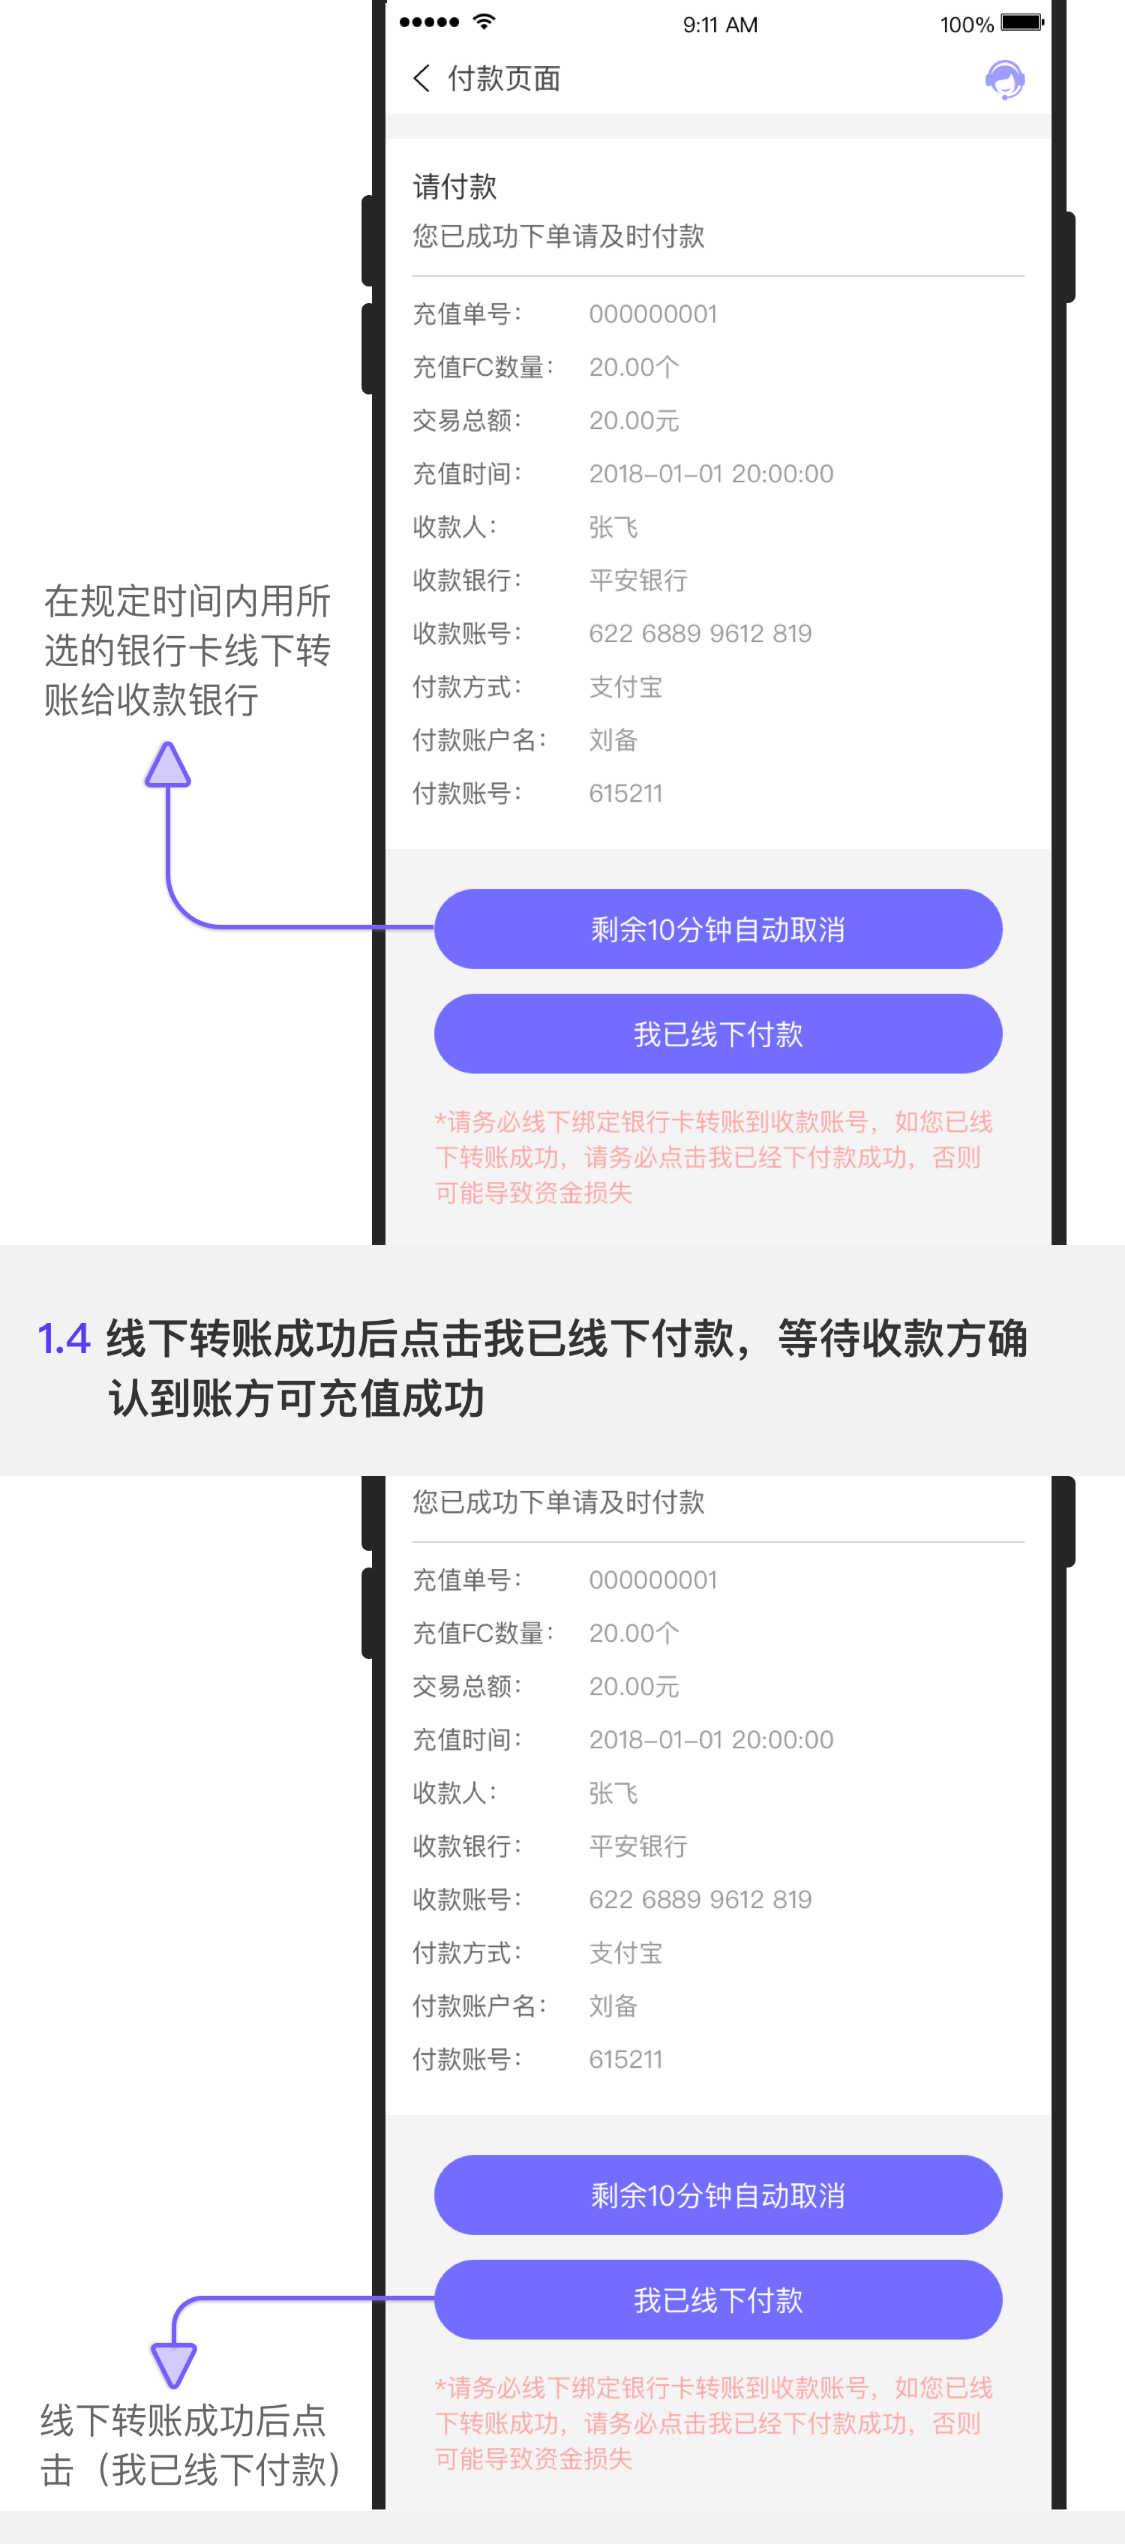 9:11 AM
100%
付款页面
请付款
您已成功下单请及时付款
充值单号： 000000001
充值FC数量： 20.00个
交易总额： 20.00元
充值时间： 2018-01-01 20:00:00
收款人： 张飞
收款银行： 平安银行
收款账号： 622 6889 9612 819
付款方式： 支付宝
付款账户名： 刘备
付款账号： 615211
在规定时间内用所
选的银行卡线下转
账给收款银行
剩余10分钟自动取消
我已线下付款
*请务必线下绑定银行卡转账到收款账号，如您已线
下转账成功，请务必点击我已经下付款成功，否则
可能导致资金损失
1.4 线下转账成功后点击我已线下付款，等待收款方确
认到账方可充值成功
您已成功下单请及时付款
充值单号： 000000001
充值FC数量： 20.00个
交易总额： 20.00元
充值时间： 2018-01-01 20:00:00
收款人： 张飞
收款银行： 平安银行
收款账号： 622 6889 9612 819
付款方式： 支付宝
付款账户名： 刘备
付款账号： 615211
剩余10分钟自动取消
我已线下付款
*请务必线下绑定银行卡转账到收款账号，如您已线
下转账成功，请务必点击我已经下付款成功，否则
可能导致资金损失
线下转账成功后点
击（我已线下付款）